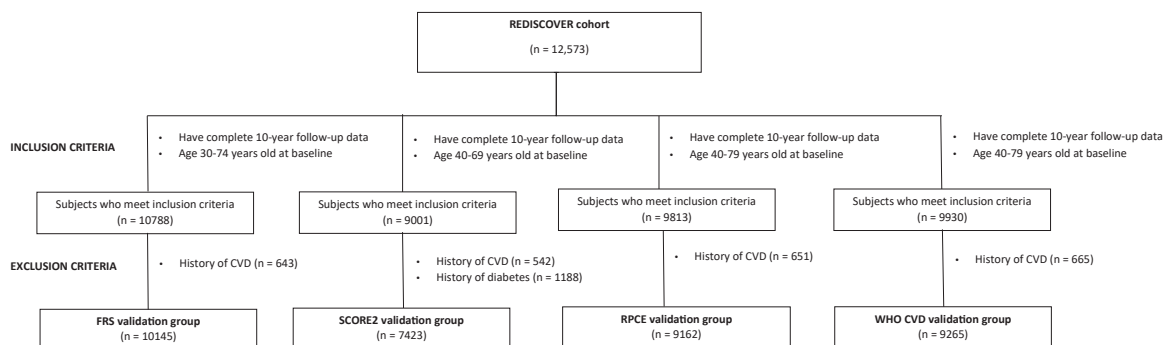 REDISCOVER cohort
(n = 12,573)
INCLUSION CRITERIA
• Have complete 10-year follow-up data
• Age 30-74 years old at baseline
• Have complete 10-year follow-up data
• Age 40-69 years old at baseline
• Have complete 10-year follow-up data
• Age 40-79 years old at baseline
• Have complete 10-year follow-up data
• Age 40-79 years old at baseline
Subjects who meet inclusion criteria
(n = 10788)
Subjects who meet inclusion criteria
(n = 9001)
Subjects who meet inclusion criteria
(n = 9813)
Subjects who meet inclusion criteria
(n = 9930)
EXCLUSION CRITERIA
• History of CVD (n = 643)
• History of CVD (n = 542)
• History of diabetes (n = 1188)
• History of CVD (n = 651)
• History of CVD (n = 665)
FRS validation group
(n = 10145)
SCORE2 validation group
(n = 7423)
RPCE validation group
(n = 9162)
WHO CVD validation group
(n = 9265)